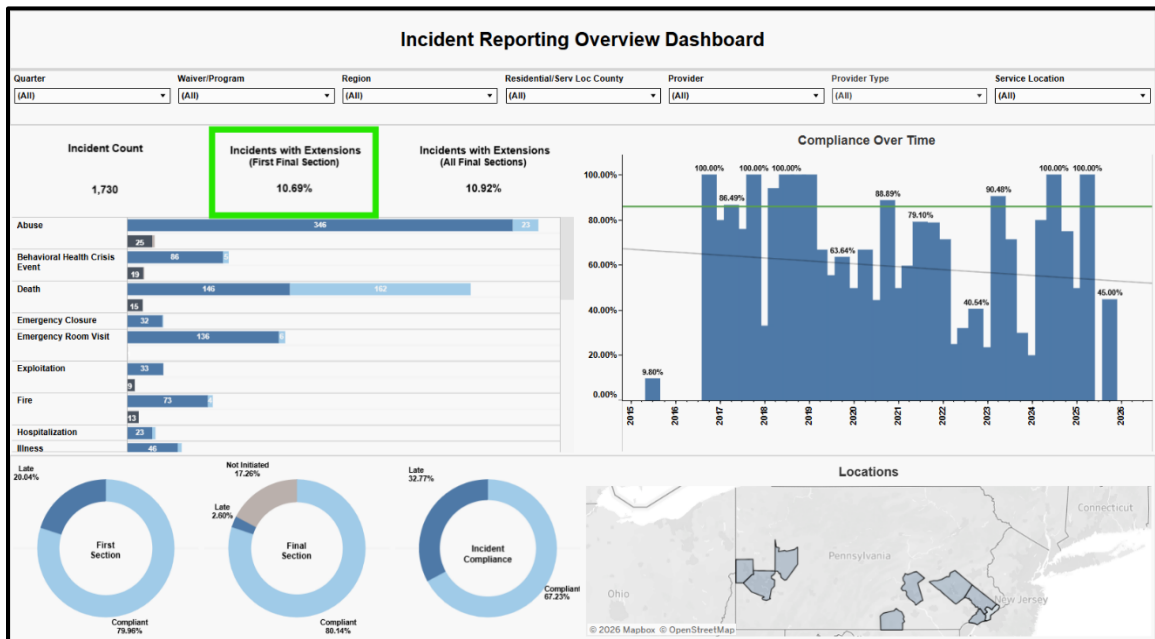 Incident Reporting Overview Dashboard
Quarter
(All)
Waiver/Program
(All)
Region
(All)
Residential/Serv Loc County
(All)
Provider
(All)
Provider Type
(All)
Service Location
(All)
Incident Count
1,730
Incidents with Extensions
(First Final Section)
10.69%
Incidents with Extensions
(All Final Sections)
10.92%
Abuse
346
23
25
Behavioral Health Crisis
Event
86
5
19
Death
146
162
15
Emergency Closure
32
Emergency Room Visit
136
Exploitation
33
9
Fire
73
4
13
Hospitalization
23
Illness
46
Compliance Over Time
100.00%
80.00%
60.00%
40.00%
20.00%
0.00%
9.80%
100.00%
86.49%
100.00%
100.00%
63.64%
88.89%
79.10%
40.54%
90.48%
100.00%
100.00%
45.00%
2015
2016
2017
2018
2019
2020
2021
2022
2023
2024
2025
2026
Late
20.04%
First
Section
Compliant
79.96%
Not Initiated
17.26%
Late
2.60%
Final
Section
Compliant
80.14%
Late
32.77%
Incident
Compliance
Compliant
67.23%
Locations
Connecticut
Pennsylvania
Ohio
New Jersey
© 2026 Mapbox © OpenStreetMap